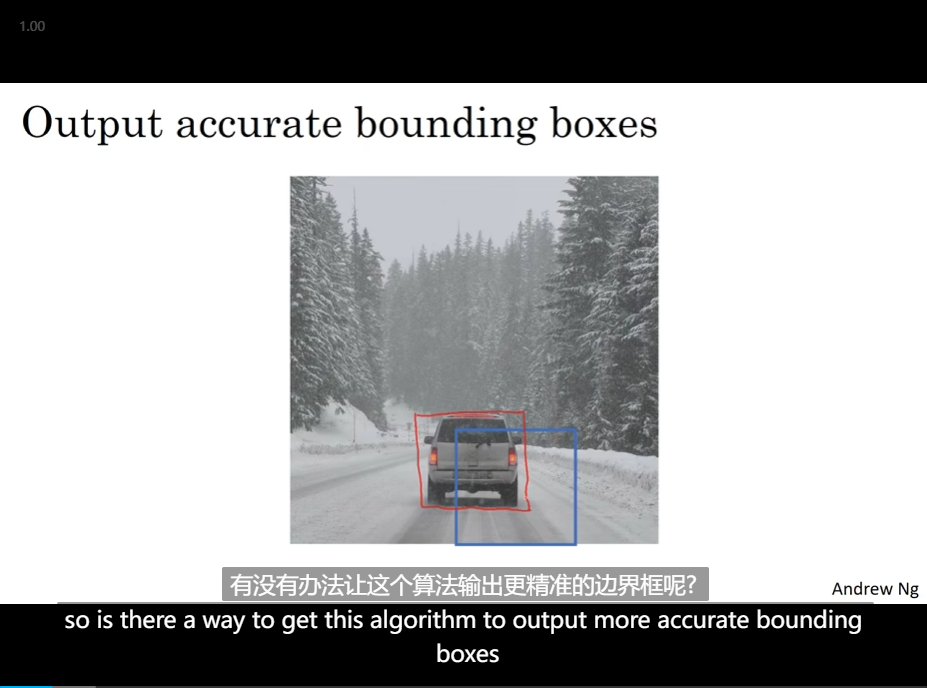 1.00
Output accurate bounding boxes
有没有办法让这个算法输出更精准的边界框呢?
Andrew Ng
so is there a way to get this algorithm to output more accurate bounding
boxes